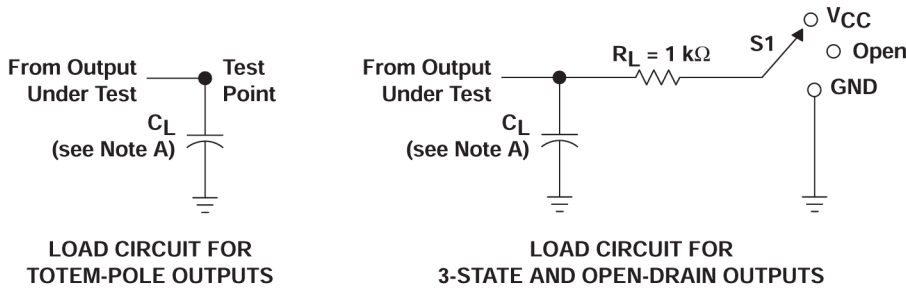 From Output
Under Test
Test
Point
CL
(see Note A)
LOAD CIRCUIT FOR
TOTEM-POLE OUTPUTS
From Output
Under Test
RL = 1 kΩ
S1
VCC
Open
GND
CL
(see Note A)
LOAD CIRCUIT FOR
3-STATE AND OPEN-DRAIN OUTPUTS